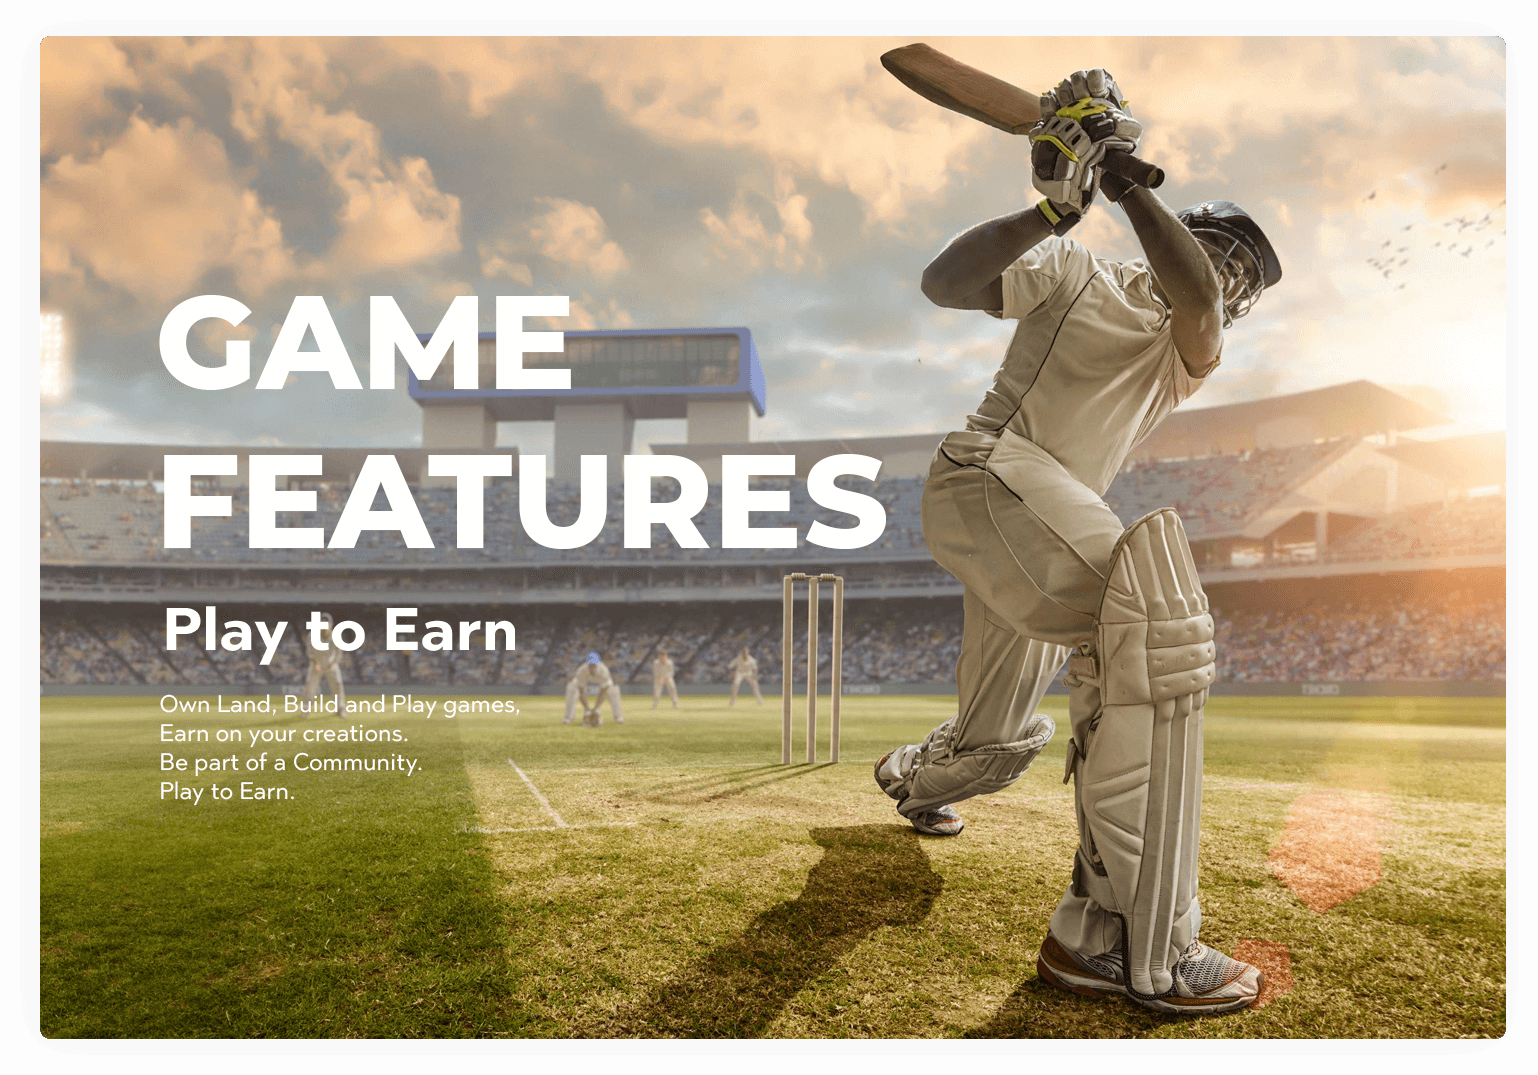 GAME
FEATURES
Play to Earn
Own Land, Build and Play games,
Earn on your creations.
Be part of a Community.
Play to Earn.